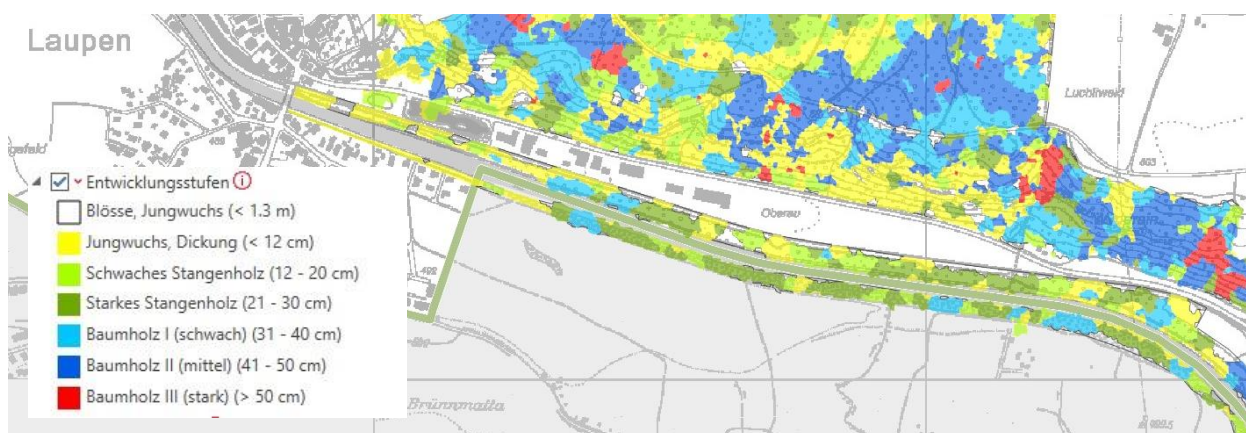 Laupen
Luchliwald
Entwicklungsstufen
Blösse, Jungwuchs (< 1.3 m)
Jungwuchs, Dickung (< 12 cm)
Schwaches Stangenholz (12 - 20 cm)
Starkes Stangenholz (21 - 30 cm)
Baumholz I (schwach) (31 - 40 cm)
Baumholz II (mittel) (41 - 50 cm)
Baumholz III (stark) (> 50 cm)
Oberau
492
Brünnmatta